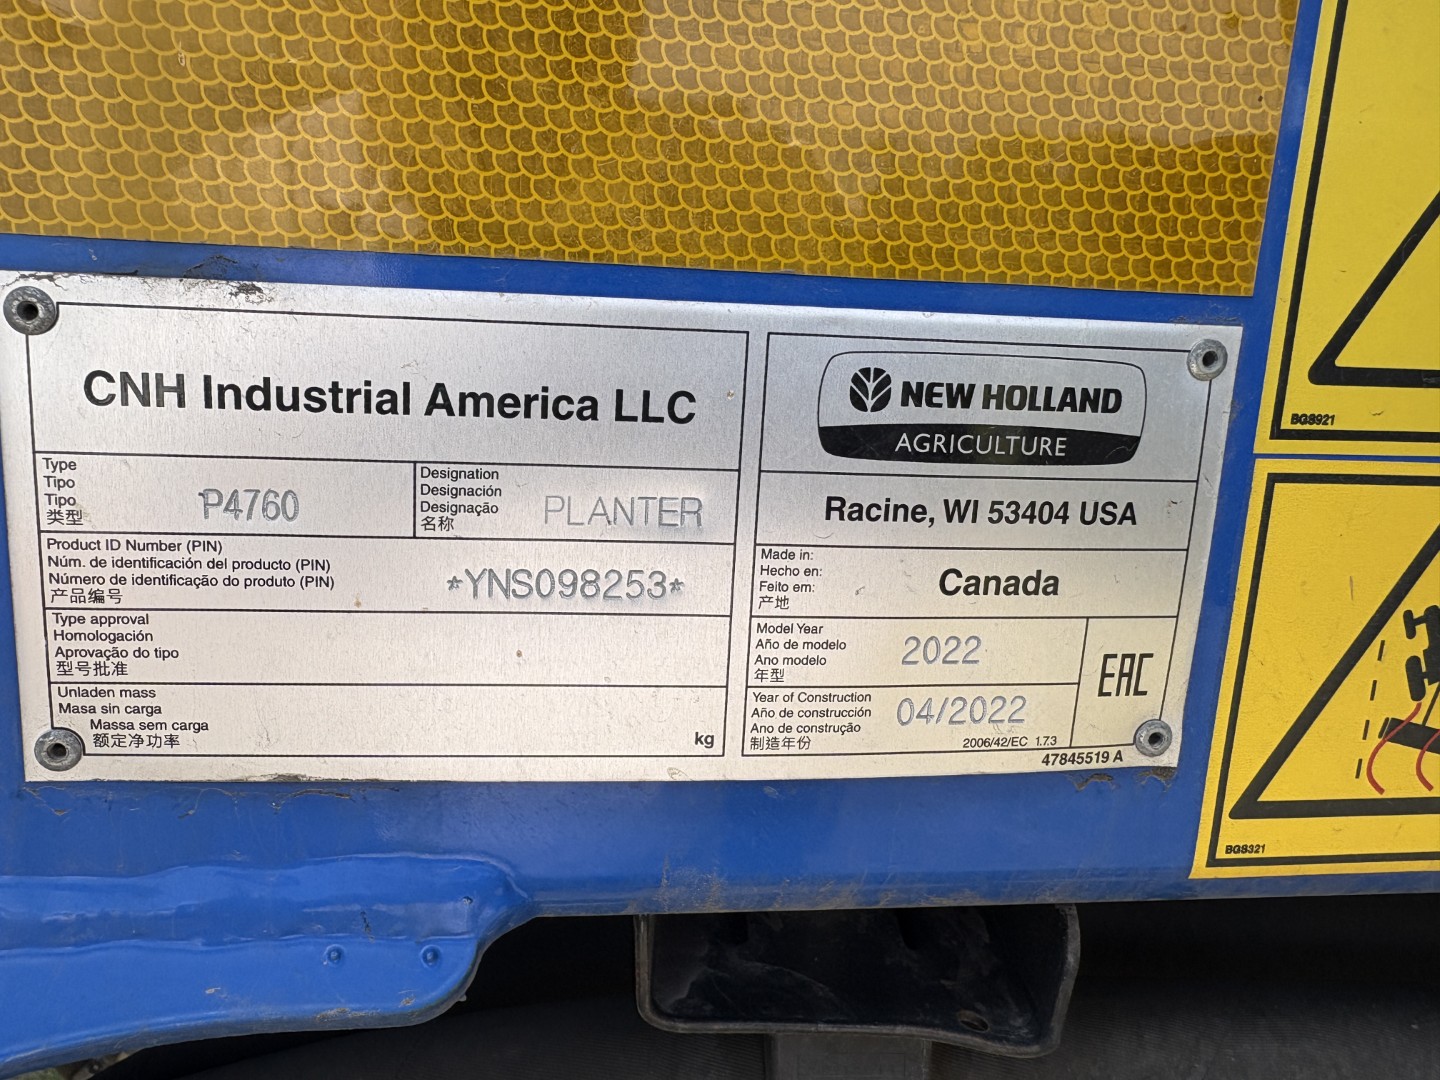 CNH Industrial America LLC
Type
Tipo
Tipo
类型
P4760
Designation
Designación
Designação
名称
PLANTER
Product ID Number (PIN)
Núm. de identificación del producto (PIN)
Número de identificação do produto (PIN)
产品编号
*YNS098253*
Type approval
Homologación
Aprovação do tipo
型号批准
Unladen mass
Masa sin carga
Massa sem carga
额定净功率
kg
NEW HOLLAND
AGRICULTURE
Racine, WI 53404 USA
Made in:
Hecho en:
Feito em:
产地
Canada
Model Year
Año de modelo
Ano modelo
年型
2022
Year of Construction
Año de construcción
Ano de construção
制造年份
04/2022
2006/42/EC 1.7.3
EAC
47845519 A
BGS921
BGS321